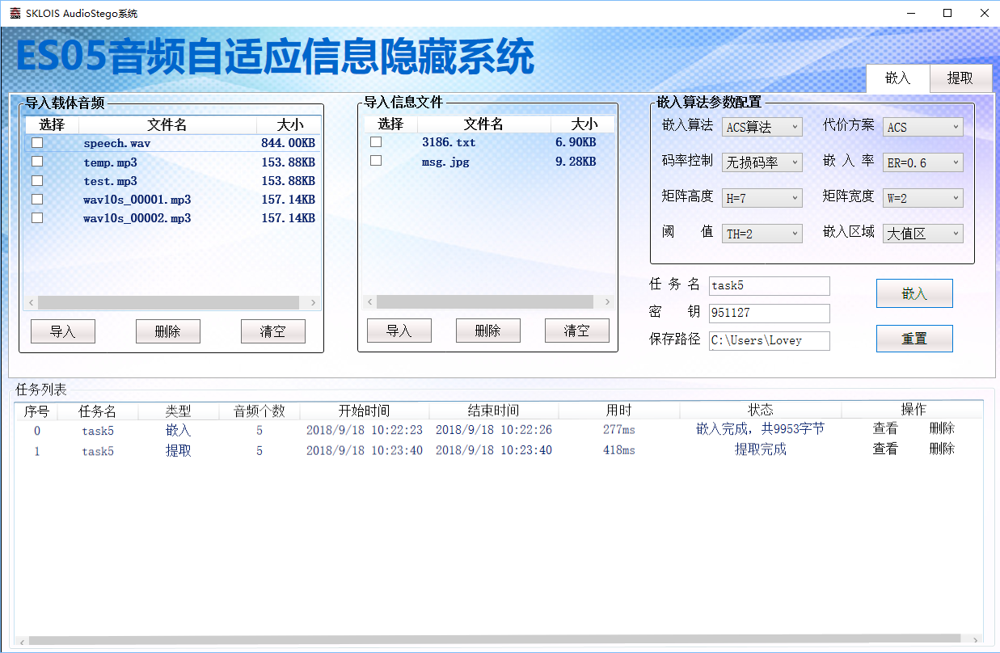 SKLOIS AudioStego系统
ES05音频自适应信息隐藏系统
嵌入 提取
导入载体音频
选择 文件名 大小
speech.wav 844.00KB
temp.mp3 153.88KB
test.mp3 153.88KB
wav10s_00001.mp3 157.14KB
wav10s_00002.mp3 157.14KB
导入 删除 清空
导入信息文件
选择 文件名 大小
3186.txt 6.90KB
msg.jpg 9.28KB
导入 删除 清空
嵌入算法参数配置
嵌入算法 ACS算法 代价方案 ACS
码率控制 无损码率 嵌 入 率 ER=0.6
矩阵高度 H=7 矩阵宽度 W=2
阈 值 TH=2 嵌入区域 大值区
任 务 名 task5
密 钥 951127
保存路径 C:\Users\Lovey
嵌入
重置
任务列表
序号 任务名 类型 音频个数 开始时间 结束时间 用时 状态 操作
0 task5 嵌入 5 2018/9/18 10:22:23 2018/9/18 10:22:26 277ms 嵌入完成，共9953字节 查看 删除
1 task5 提取 5 2018/9/18 10:23:40 2018/9/18 10:23:40 418ms 提取完成 查看 删除